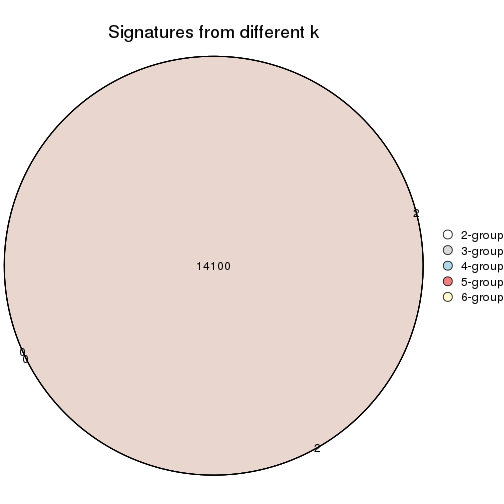 Signatures from different k
2
14100
2-group
3-group
4-group
5-group
6-group
0
0
2